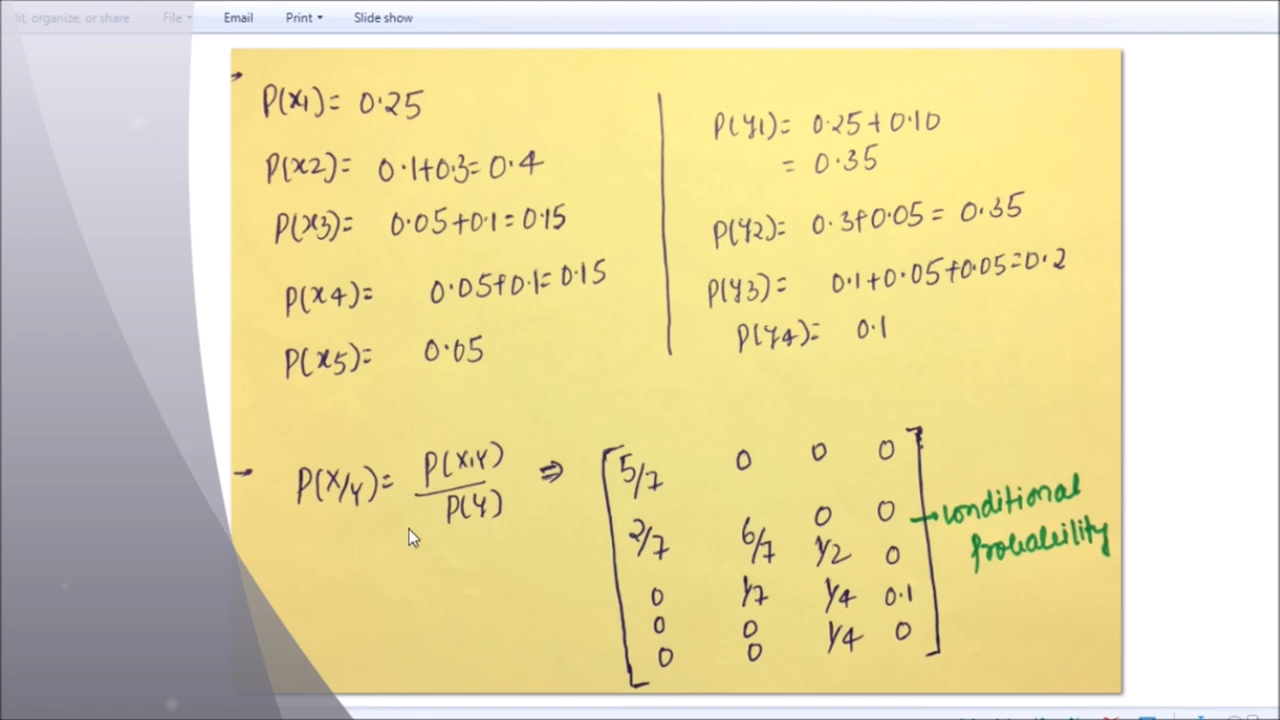 File Email Print Slide show
P(x1)= 0.25
P(x2)= 0.1+0.3= 0.4
P(x3)= 0.05+0.1=0.15
P(x4)= 0.05+0.1=0.15
P(x5)= 0.05
P(y1)= 0.25+0.10
= 0.35
P(y2)= 0.3+0.05= 0.35
P(y3)= 0.1+0.05+0.05=0.2
P(y4)= 0.1
P(X/Y)= P(X,Y)
P(Y)
⇒
5/7 0 0 0
2/7 6/7 0 0
0 1/7 1/2 0
0 0 1/4 0.1
0 0 1/4 0
→ conditional
probability